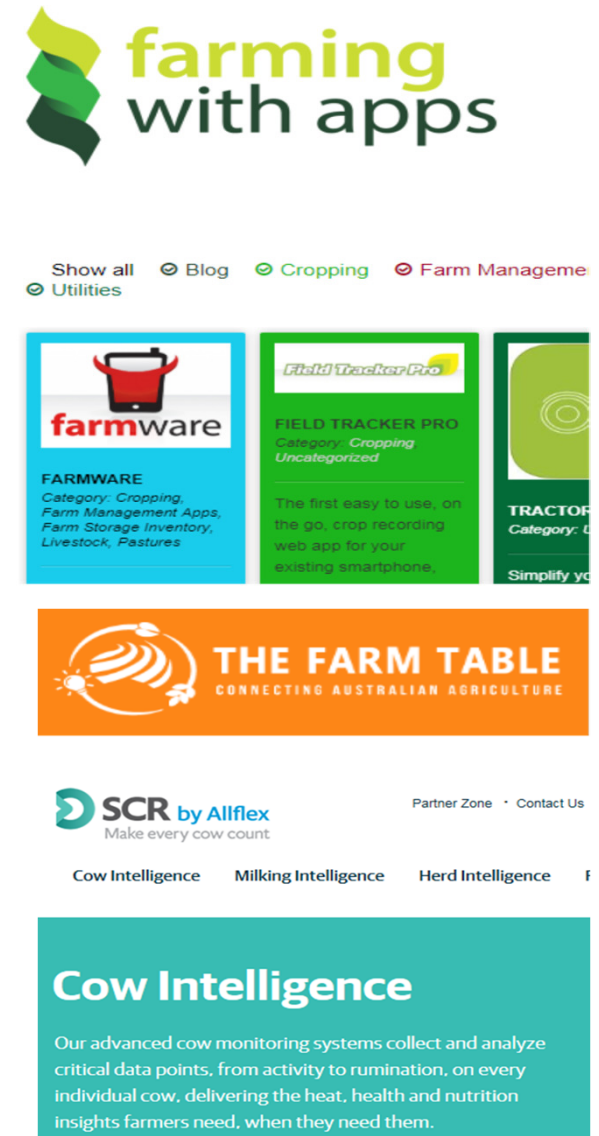 farming
with apps
Show all Blog Cropping Farm Manageme
Utilities
farmware
FARMWARE
Category: Cropping,
Farm Management Apps,
Farm Storage Inventory,
Livestock, Pastures
Field Tracker Pro
FIELD TRACKER PRO
Category: Cropping,
Uncategorized
The first easy to use, on
the go, crop recording
web app for your
existing smartphone,
TRACTOR
Category: U
Simplify yo
THE FARM TABLE
CONNECTING AUSTRALIAN AGRICULTURE
SCR by Allflex
Make every cow count
Partner Zone · Contact Us
Cow Intelligence Milking Intelligence Herd Intelligence F
Cow Intelligence
Our advanced cow monitoring systems collect and analyze
critical data points, from activity to rumination, on every
individual cow, delivering the heat, health and nutrition
insights farmers need, when they need them.